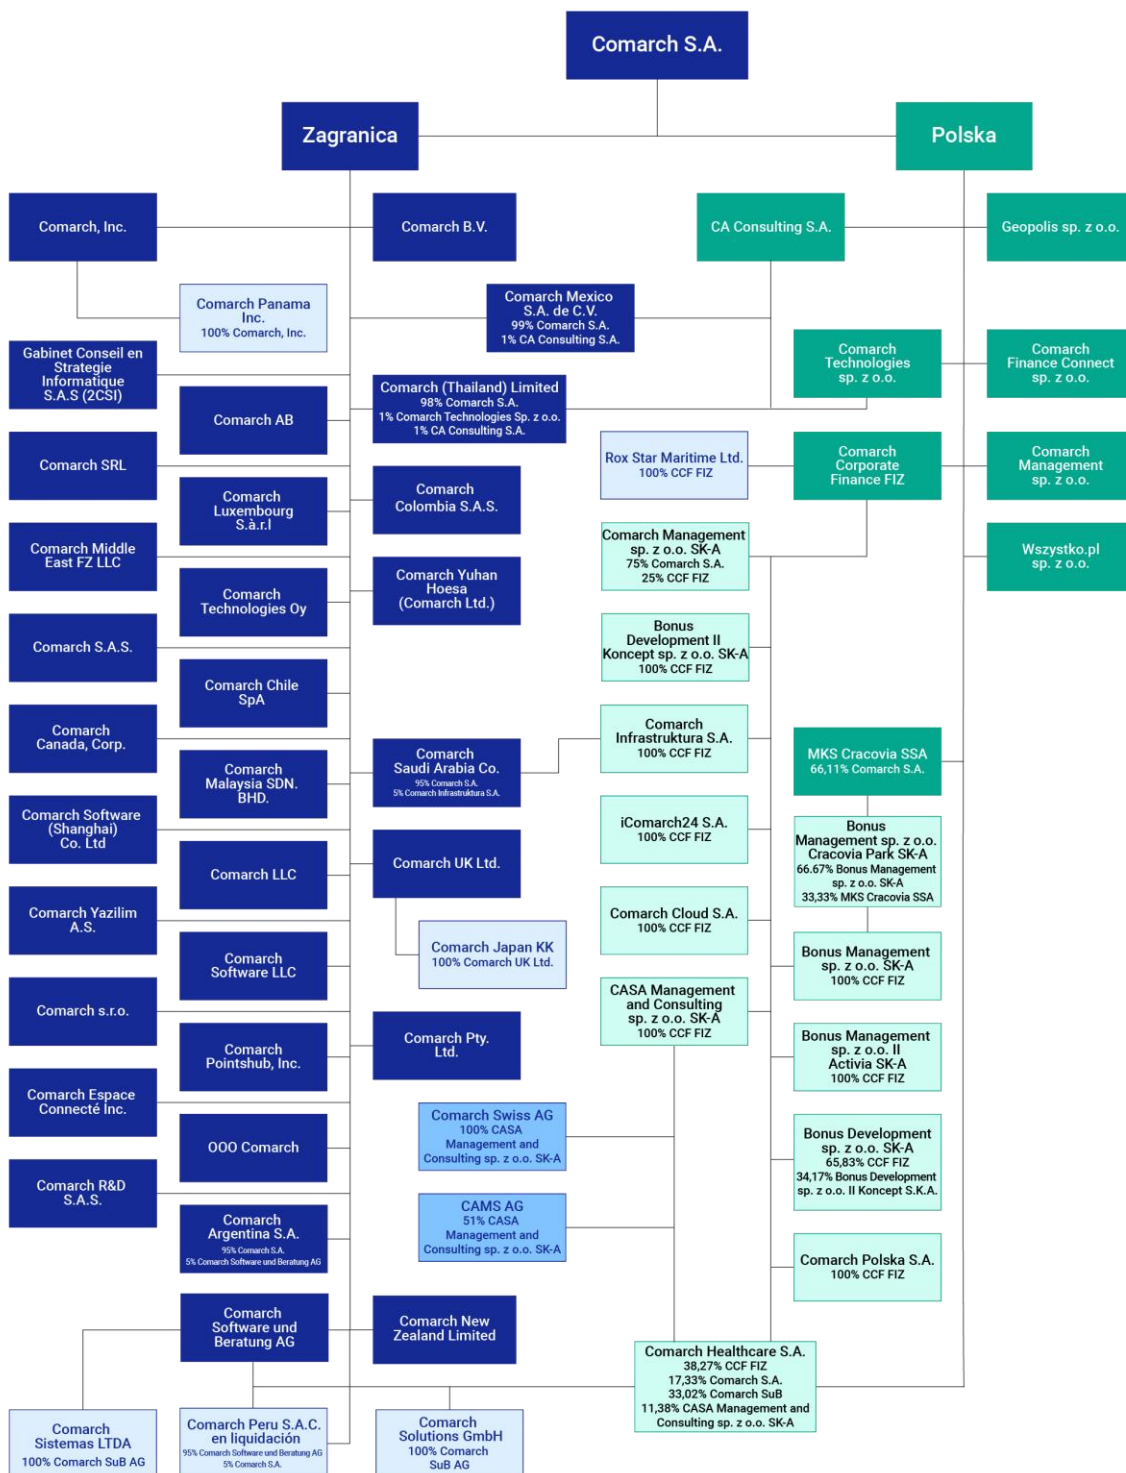 Comarch S.A.
Zagranica
Polska
Comarch, Inc.
Comarch B.V.
CA Consulting S.A.
Geopolis sp. z o.o.
Comarch Panama
Inc.
100% Comarch, Inc.
Comarch Mexico
S.A. de C.V.
99% Comarch S.A.
1% CA Consulting S.A.
Gabinet Conseil en
Strategie
Informatique
S.A.S (2CSI)
Comarch AB
Comarch (Thailand) Limited
98% Comarch S.A.
1% Comarch Technologies Sp. z o.o.
1% CA Consulting S.A.
Comarch
Technologies
sp. z o.o.
Comarch
Finance Connect
sp. z o.o.
Comarch SRL
Rox Star Maritime Ltd.
100% CCF FIZ
Comarch
Corporate
Finance FIZ
Comarch
Management
sp. z o.o.
Comarch
Luxembourg
S.à.r.l
Comarch
Colombia S.A.S.
Comarch Middle
East FZ LLC
Comarch Management
sp. z o.o. SK-A
75% Comarch S.A.
25% CCF FIZ
Wszystko.pl
sp. z o.o.
Comarch
Technologies Oy
Comarch Yuhan
Hoesa
(Comarch Ltd.)
Comarch S.A.S.
Bonus
Development II
Koncept sp. z o.o. SK-A
100% CCF FIZ
Comarch Chile
SpA
Comarch
Canada, Corp.
Comarch
Infrastruktura S.A.
100% CCF FIZ
Comarch
Malaysia SDN.
BHD.
Comarch
Saudi Arabia Co.
95% Comarch S.A.
5% Comarch Infrastruktura S.A.
MKS Cracovia SSA
66,11% Comarch S.A.
Comarch Software
(Shanghai)
Co. Ltd
iComarch24 S.A.
100% CCF FIZ
Bonus
Management sp. z o.o.
Cracovia Park SK-A
66.67% Bonus Management
sp. z o.o. SK-A
33,33% MKS Cracovia SSA
Comarch LLC
Comarch UK Ltd.
Comarch Yazilim
A.S.
Comarch Cloud S.A.
100% CCF FIZ
Comarch
Software LLC
Comarch Japan KK
100% Comarch UK Ltd.
Bonus Management
sp. z o.o. SK-A
100% CCF FIZ
Comarch s.r.o.
CASA Management
and Consulting
sp. z o.o. SK-A
100% CCF FIZ
Comarch
Pointshub, Inc.
Comarch Pty.
Ltd.
Bonus Management
sp. z o.o. II
Activia SK-A
100% CCF FIZ
Comarch Espace
Connecté Inc.
OOO Comarch
Comarch Swiss AG
100% CASA
Management and
Consulting sp. z o.o. SK-A
Bonus Development
sp. z o.o. SK-A
65,83% CCF FIZ
34,17% Bonus Development
sp. z o.o. II Koncept S.K.A.
Comarch R&D
S.A.S.
Comarch
Argentina S.A.
95% Comarch S.A.
5% Comarch Software und Beratung AG
CAMS AG
51% CASA
Management and
Consulting sp. z o.o. SK-A
Comarch Polska S.A.
100% CCF FIZ
Comarch
Software und
Beratung AG
Comarch New
Zealand Limited
Comarch Healthcare S.A.
38,27% CCF FIZ
17,33% Comarch S.A.
33,02% Comarch SuB
11,38% CASA Management and
Consulting sp. z o.o. SK-A
Comarch
Sistemas LTDA
100% Comarch SuB AG
Comarch Peru S.A.C.
en liquidación
95% Comarch Software und Beratung AG
5% Comarch S.A.
Comarch
Solutions GmbH
100% Comarch
SuB AG